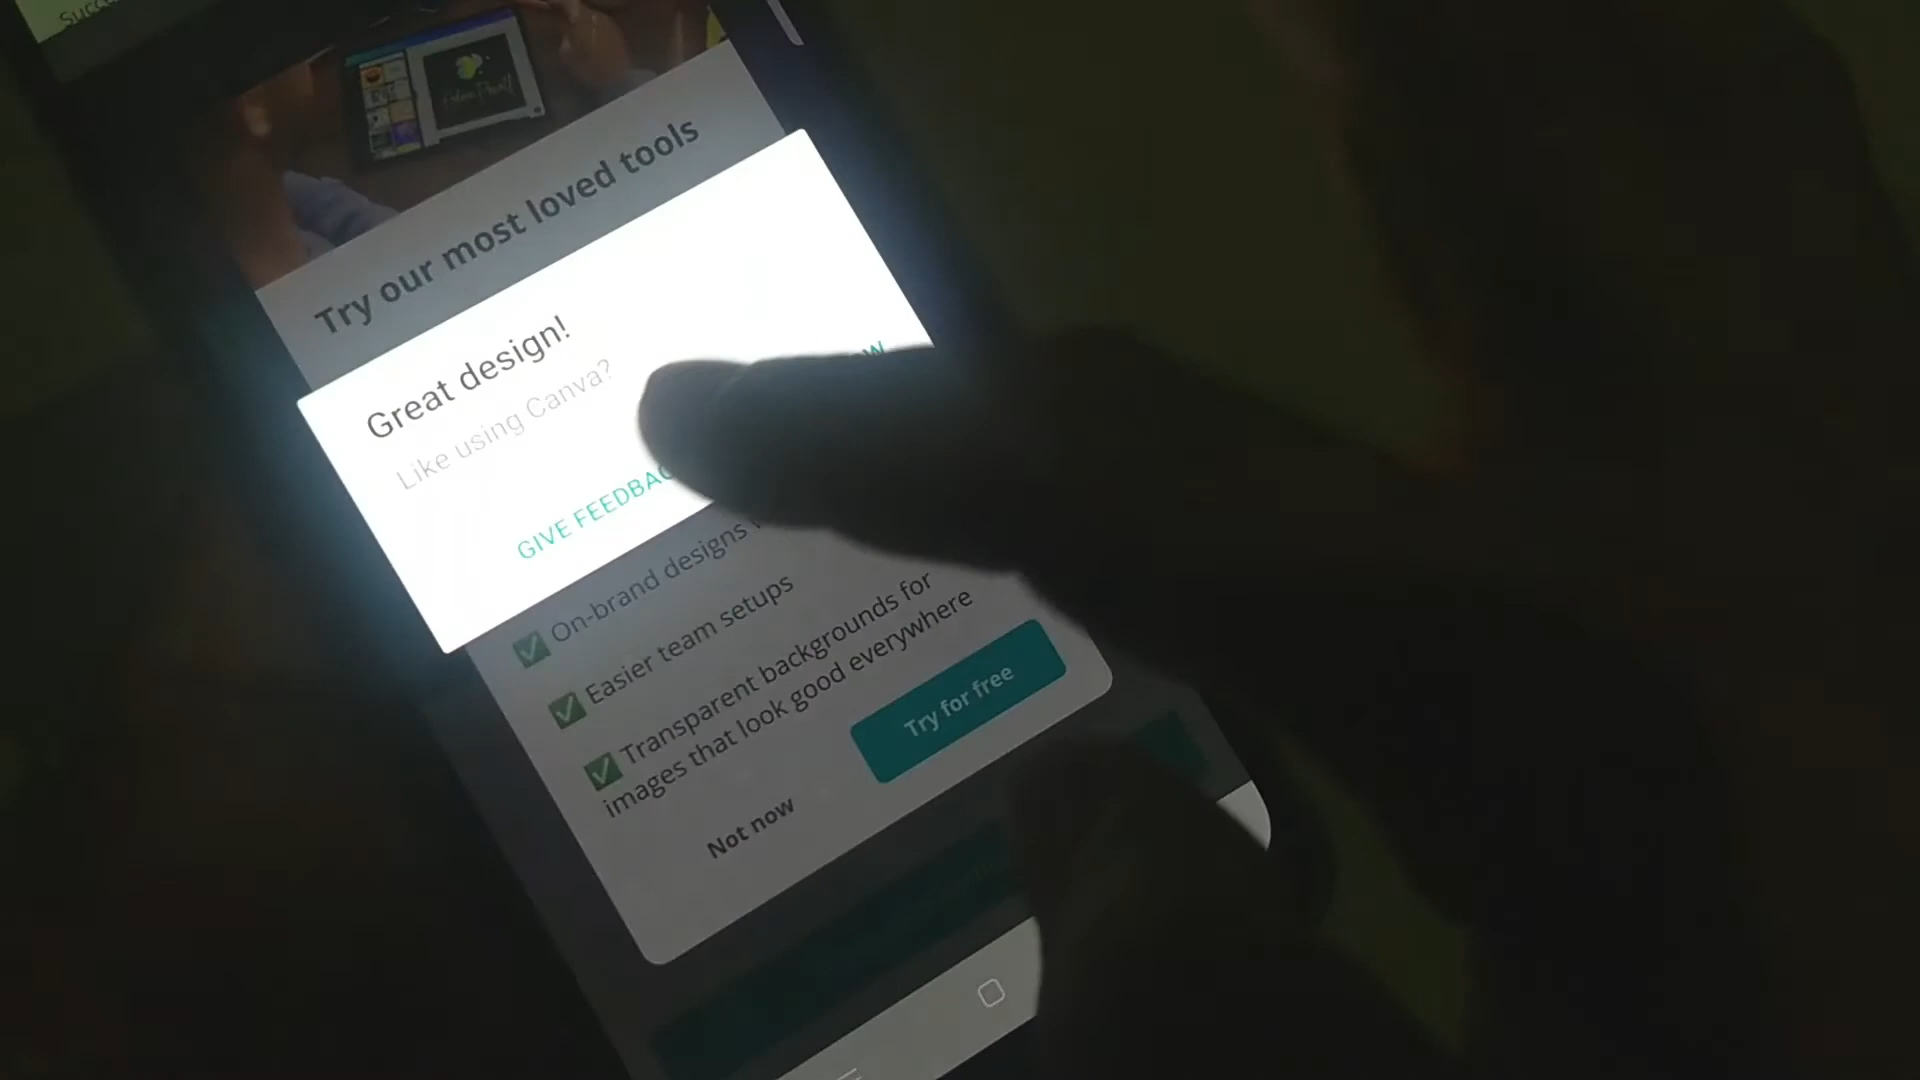 Try our most loved tools
Great design!
Like using Canva?
GIVE FEEDBAC
On-brand designs
Easier team setups
Transparent backgrounds for
images that look good everywhere
Try for free
Not now